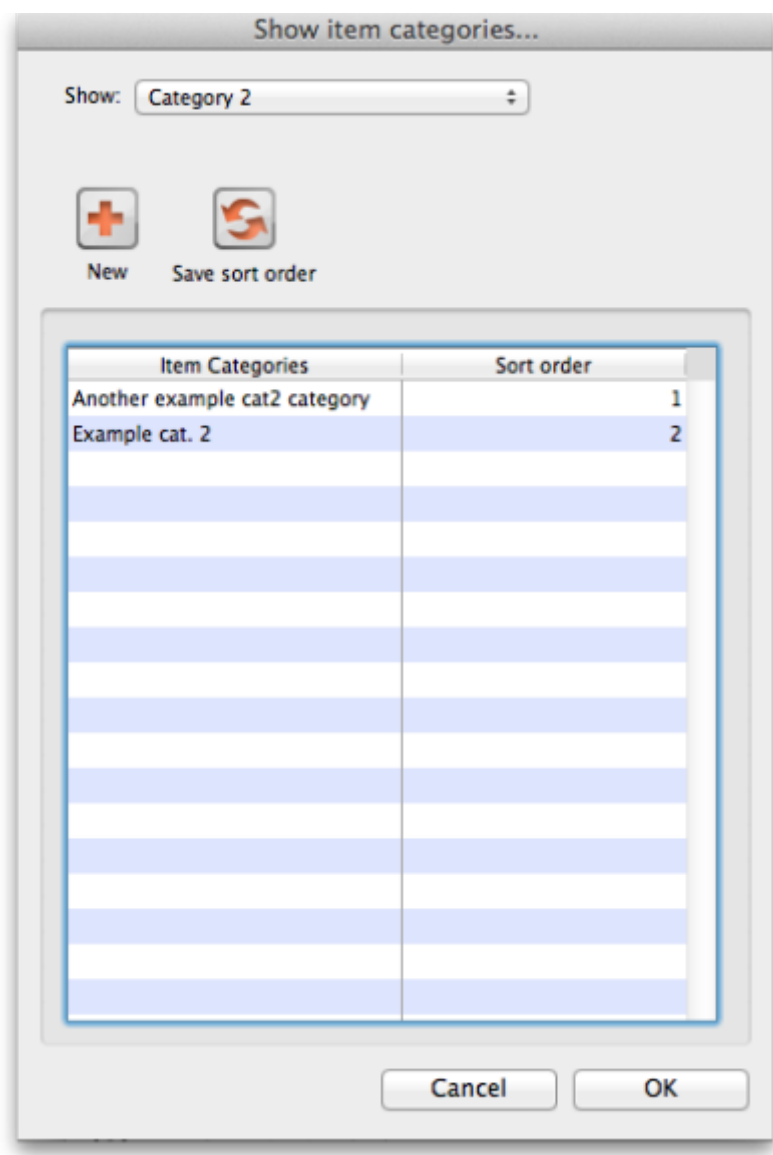 Show item categories...
Show: Category 2
New Save sort order
Item Categories Sort order
Another example cat2 category 1
Example cat. 2 2
Cancel OK